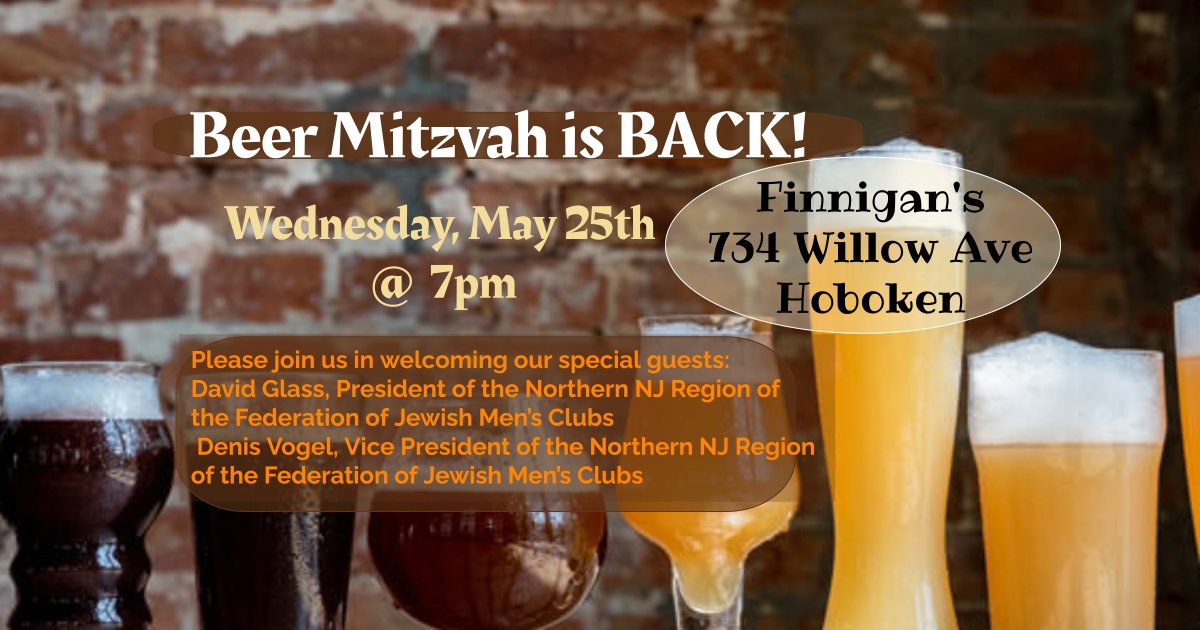 Beer Mitzvah is BACK!
Wednesday, May 25th
@ 7pm
Finnigan's
734 Willow Ave
Hoboken
Please join us in welcoming our special guests:
David Glass, President of the Northern NJ Region of
the Federation of Jewish Men's Clubs
Denis Vogel, Vice President of the Northern NJ Region
of the Federation of Jewish Men's Clubs